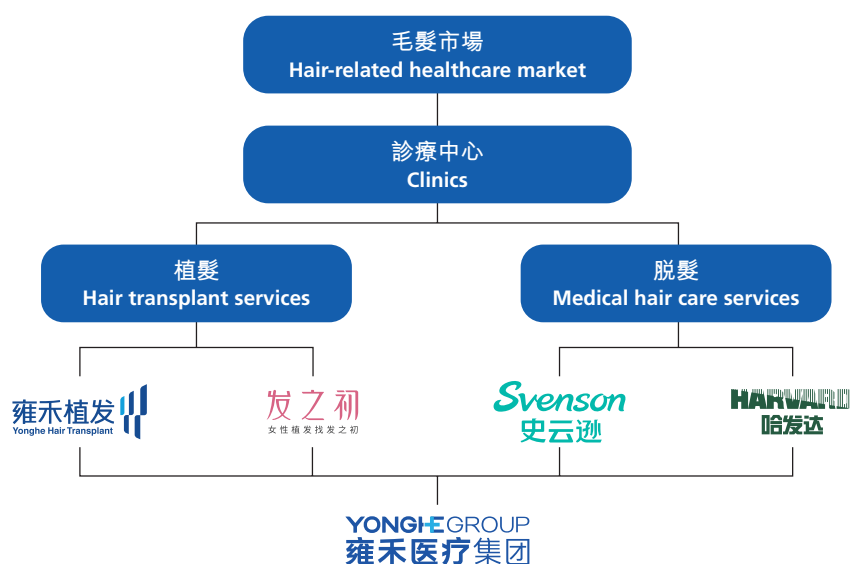 毛髮市場
Hair-related healthcare market
診療中心
Clinics
植髮
Hair transplant services
脱髮
Medical hair care services
雍禾植发
Yonghe Hair Transplant
发之初
女性植发找发之初
Svenson
史云逊
HARVARD
哈发达
YONGHEGROUP
雍禾医疗集团